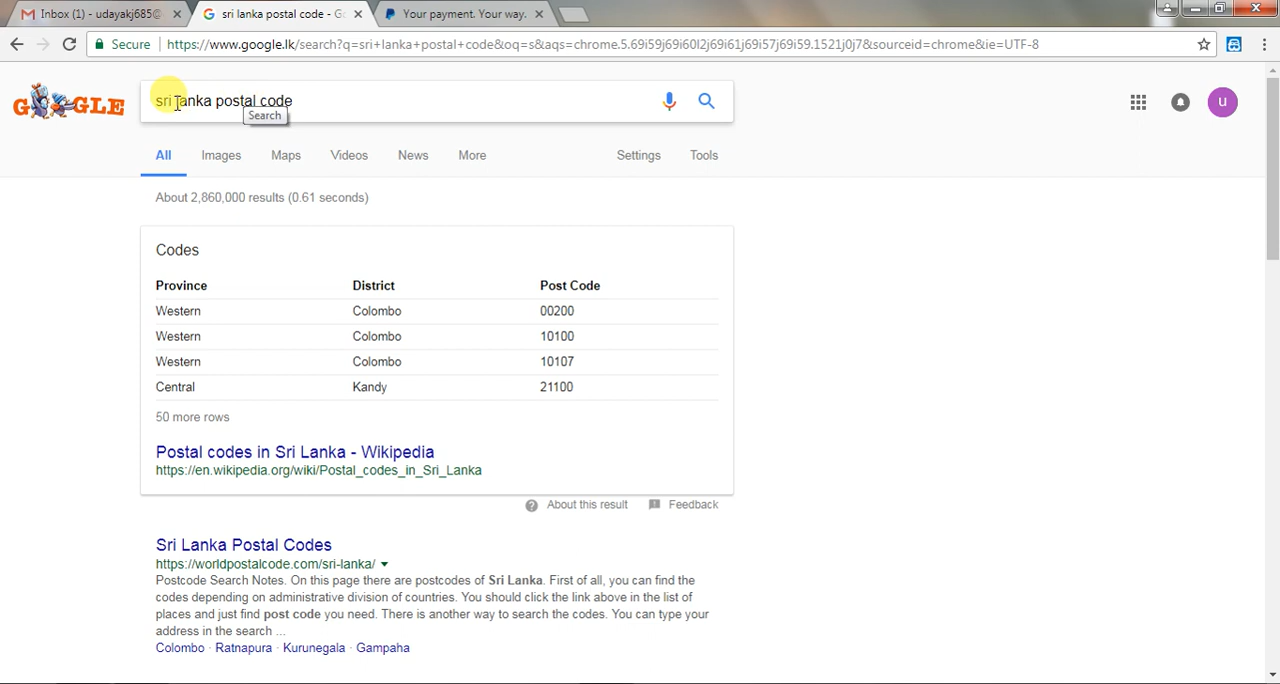 Inbox (1) - udayakj685@
sri lanka postal code - Go
Your payment. Your way.
Secure
https://www.google.lk/search?q=sri+lanka+postal+code&oq=s&aqs=chrome.5.69i59j69i60l2j69i61j69i57j69i59.1521j0j7&sourceid=chrome&ie=UTF-8
GOOGLE
sri lanka postal code
Search
u
All Images Maps Videos News More Settings Tools
About 2,860,000 results (0.61 seconds)
Codes
Province District Post Code
Western Colombo 00200
Western Colombo 10100
Western Colombo 10107
Central Kandy 21100
50 more rows
Postal codes in Sri Lanka - Wikipedia
https://en.wikipedia.org/wiki/Postal_codes_in_Sri_Lanka
About this result Feedback
Sri Lanka Postal Codes
https://worldpostalcode.com/sri-lanka/
Postcode Search Notes. On this page there are postcodes of Sri Lanka. First of all, you can find the
codes depending on administrative division of countries. You should click the link above in the list of
places and just find post code you need. There is another way to search the codes. You can type your
address in the search ...
Colombo · Ratnapura · Kurunegala · Gampaha